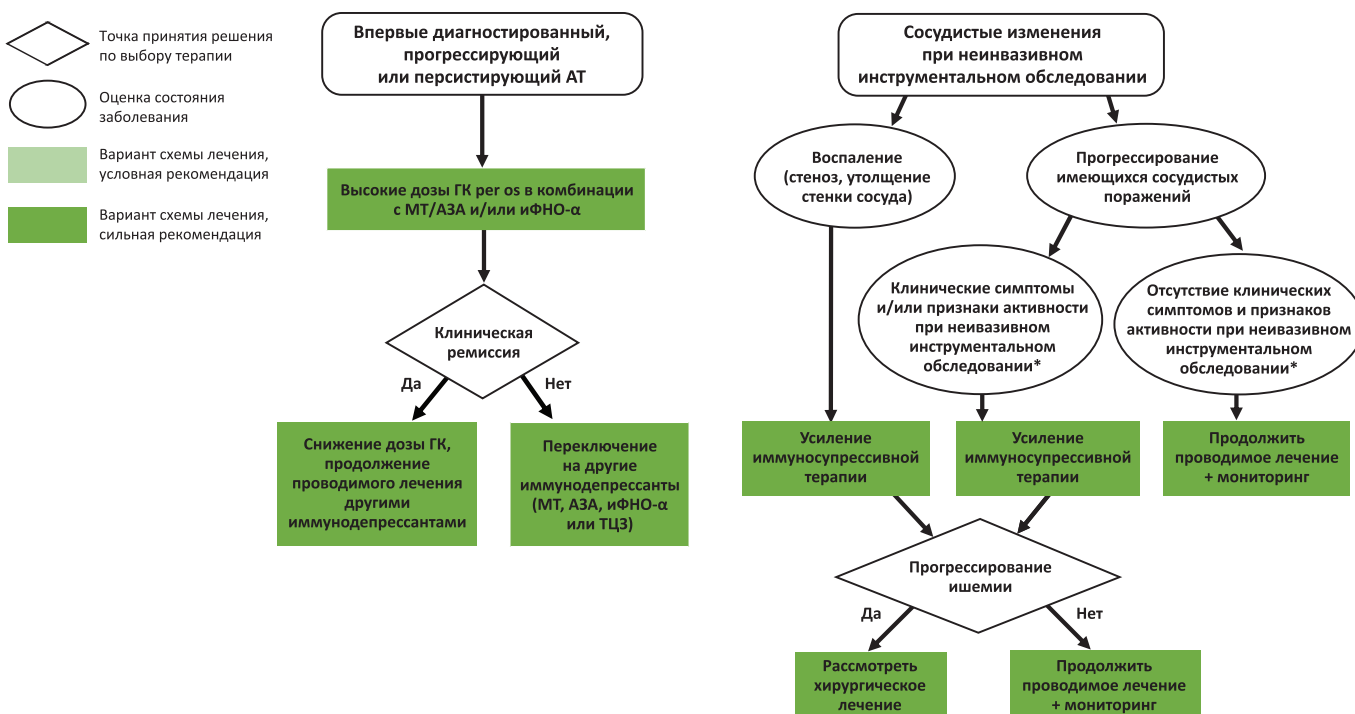 Точка принятия решения
по выбору терапии
Оценка состояния
заболевания
Вариант схемы лечения,
условная рекомендация
Вариант схемы лечения,
сильная рекомендация
Впервые диагностированный,
прогрессирующий
или персистирующий АТ
Высокие дозы ГК per os в комбинации
с МТ/АЗА и/или иФНО-α
Клиническая
ремиссия
Да
Нет
Снижение дозы ГК,
продолжение
проводимого лечения
другими
иммунодепрессантами
Переключение
на другие
иммунодепрессанты
(МТ, АЗА, иФНО-α
или ТЦЗ)
Сосудистые изменения
при неинвазивном
инструментальном обследовании
Воспаление
(стеноз, утолщение
стенки сосуда)
Прогрессирование
имеющихся сосудистых
поражений
Клинические симптомы
и/или признаки активности
при неивазивном
инструментальном
обследовании*
Отсутствие клинических
симптомов и признаков
активности при неивазивном
инструментальном
обследовании*
Усиление
иммуносупрессивной
терапии
Усиление
иммуносупрессивной
терапии
Продолжить
проводимое лечение
+ мониторинг
Прогрессирование
ишемии
Да
Нет
Рассмотреть
хирургическое
лечение
Продолжить
проводимое лечение
+ мониторинг